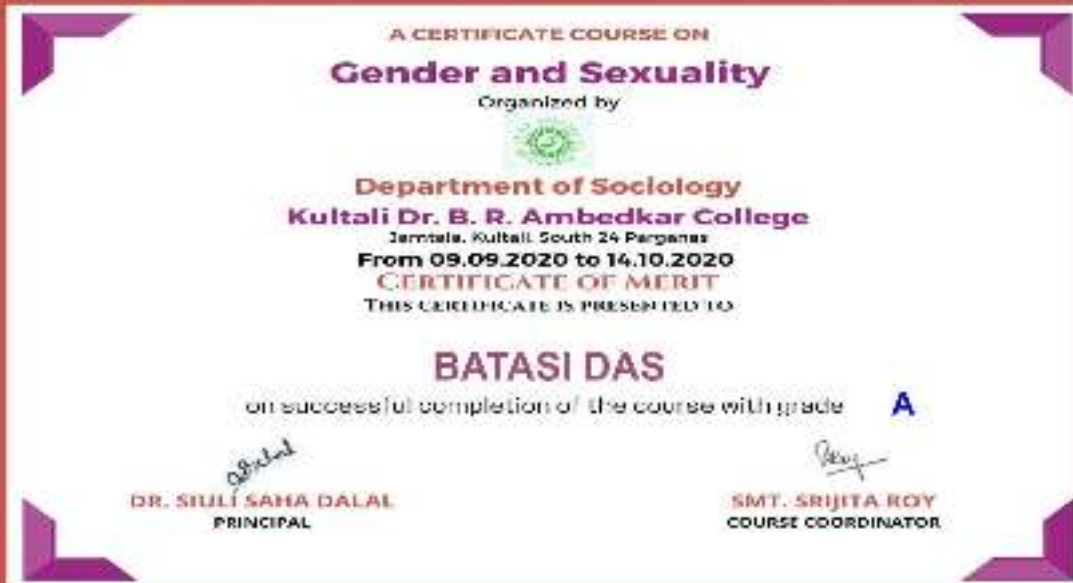 A CERTIFICATE COURSE ON
Gender and Sexuality
Organized by
Department of Sociology
Kultali Dr. B. R. Ambedkar College
Jamtala, Kultali, South 24 Parganas
From 09.09.2020 to 14.10.2020
CERTIFICATE OF MERIT
THIS CERTIFICATE IS PRESENTED TO
BATASI DAS
on successful completion of the course with grade A
DR. SIULI SAHA DALAL
PRINCIPAL
SMT. SRIJITA ROY
COURSE COORDINATOR